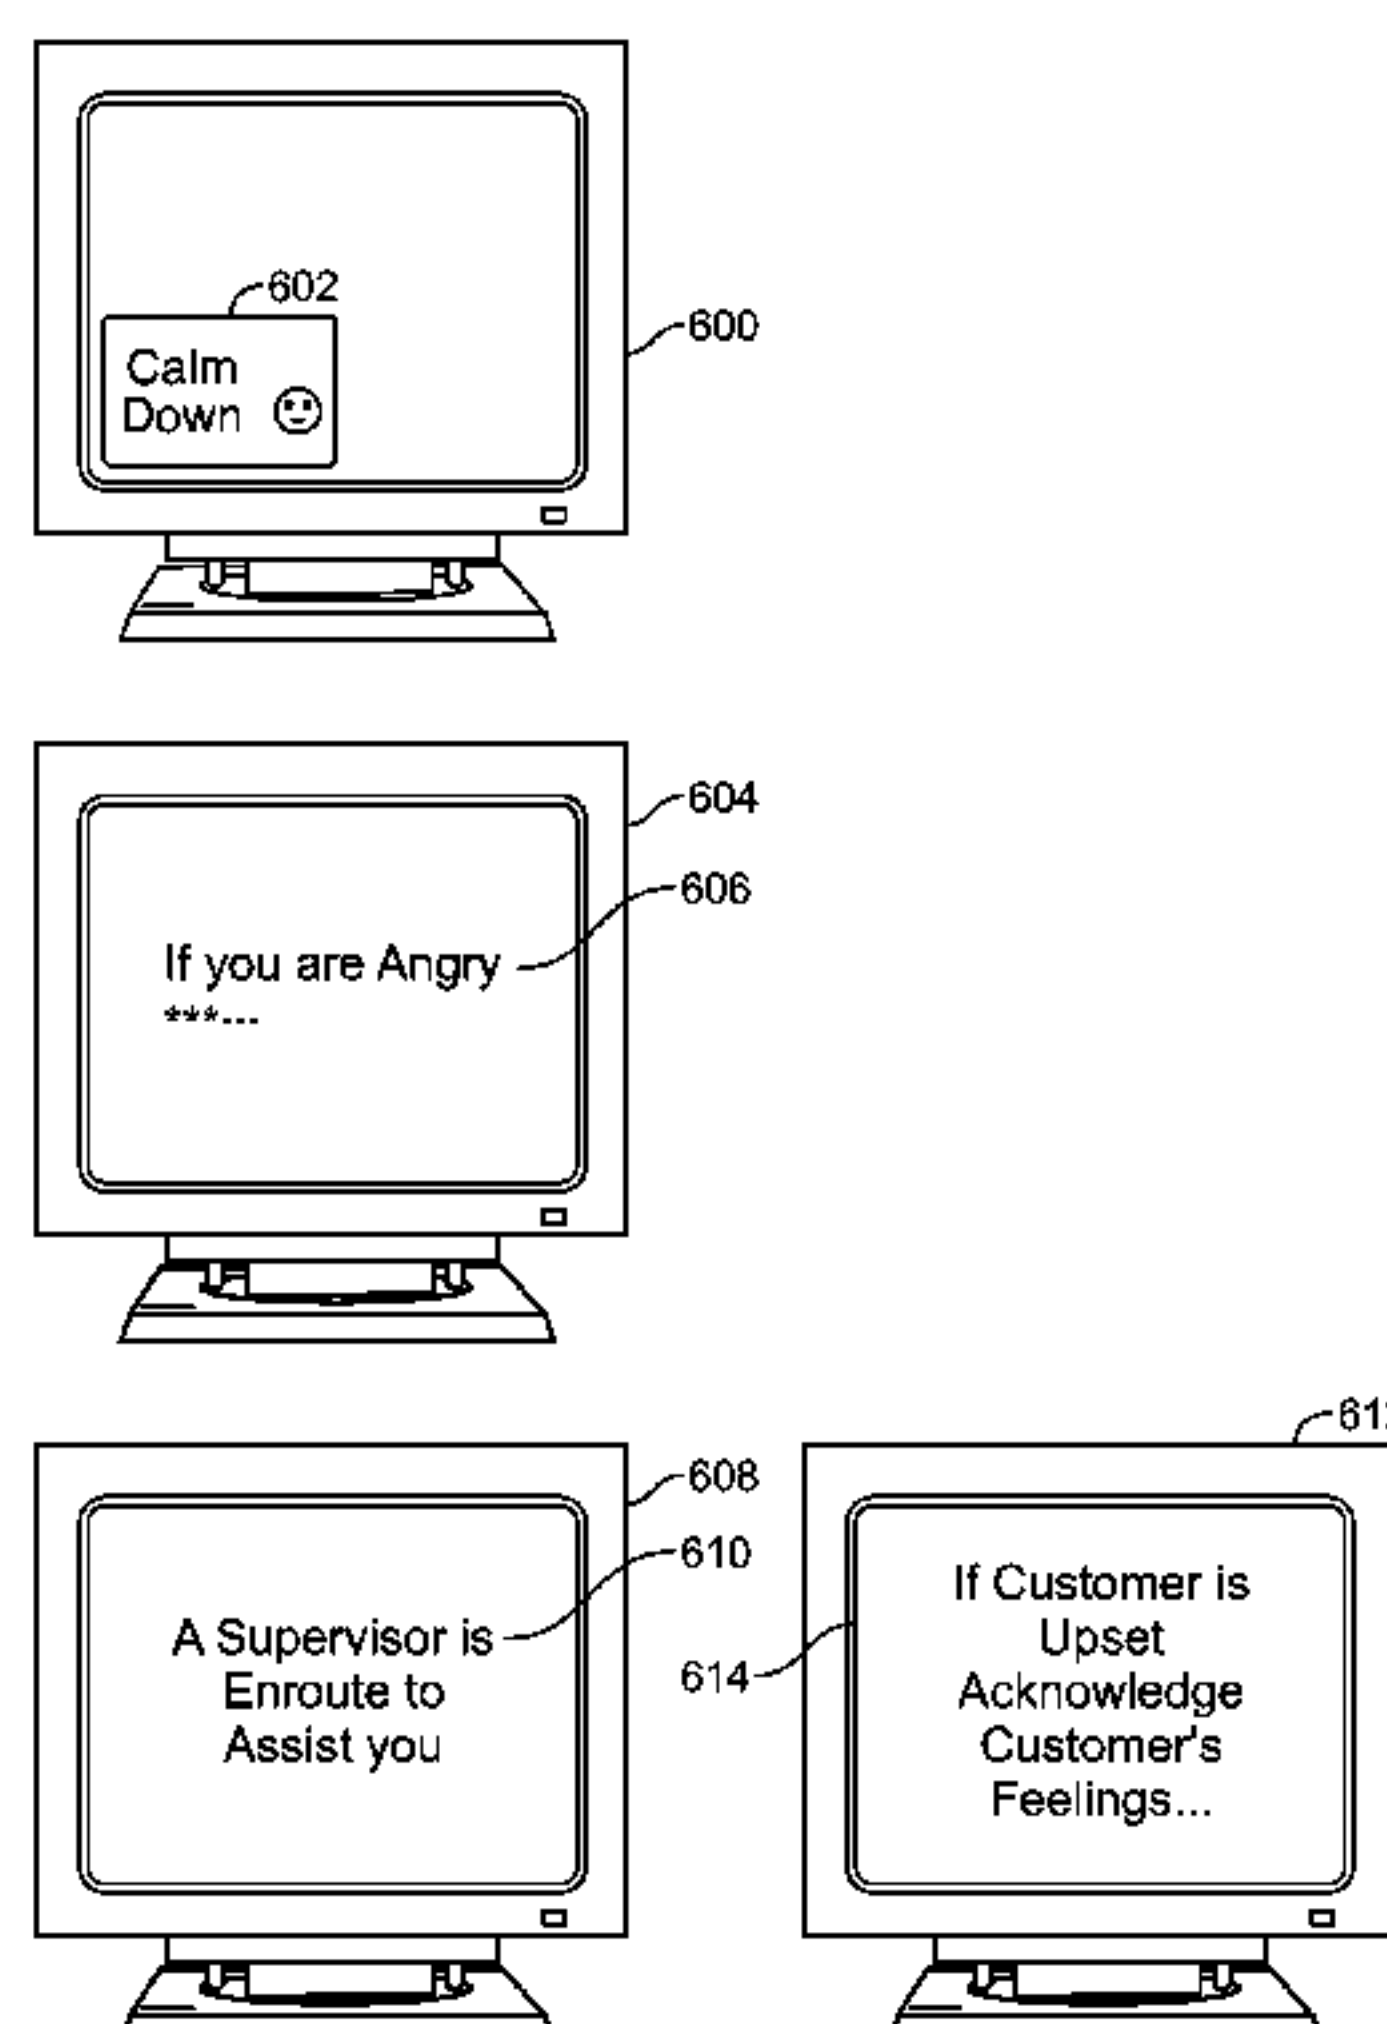 602
600
Calm
Down
604
606
If you are Angry
***...
608
610
A Supervisor is
Enroute to
Assist you
If Customer is
Upset
614
Acknowledge
Customer's
Feelings...